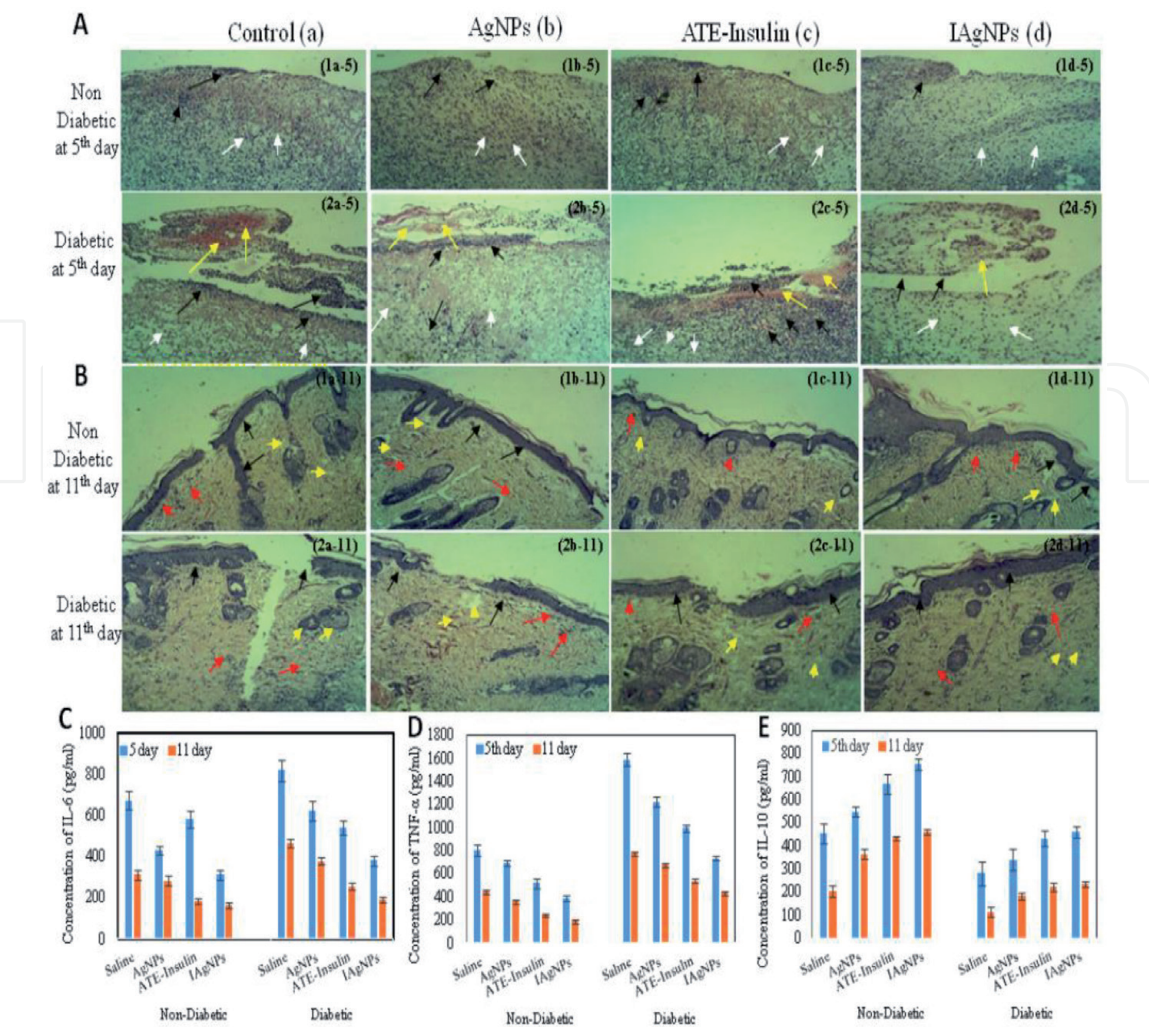 A
Control (a)
AgNPs (b)
ATE-Insulin (c)
IAgNPs (d)
Non
Diabetic
at 5th day
(1a-5)
(1b-5)
(1c-5)
(1d-5)
Diabetic
at 5th day
(2a-5)
(2b-5)
(2c-5)
(2d-5)
B
Non
Diabetic
at 11th day
(1a-11)
(1b-11)
(1c-11)
(1d-11)
Diabetic
at 11th day
(2a-11)
(2b-11)
(2c-11)
(2d-11)
C
Concentration of IL-6 (pg/ml)
1000
800
600
400
200
0
5 day
11 day
Saline
AgNPs
ATE-Insulin
IAgNPs
Saline
AgNPs
ATE-Insulin
IAgNPs
Non-Diabetic
Diabetic
D
Concentration of TNF-α (pg/ml)
1800
1600
1400
1200
1000
800
600
400
200
0
5th day
11 day
Saline
AgNPs
ATE-Insulin
IAgNPs
Saline
AgNPs
ATE-Insulin
IAgNPs
Non-Diabetic
Diabetic
E
Concentration of IL-10 (pg/ml)
900
800
700
600
500
400
300
200
100
0
5th day
11 day
Saline
AgNPs
ATE-Insulin
IAgNPs
Saline
AgNPs
ATE-Insulin
IAgNPs
Non-Diabetic
Diabetic